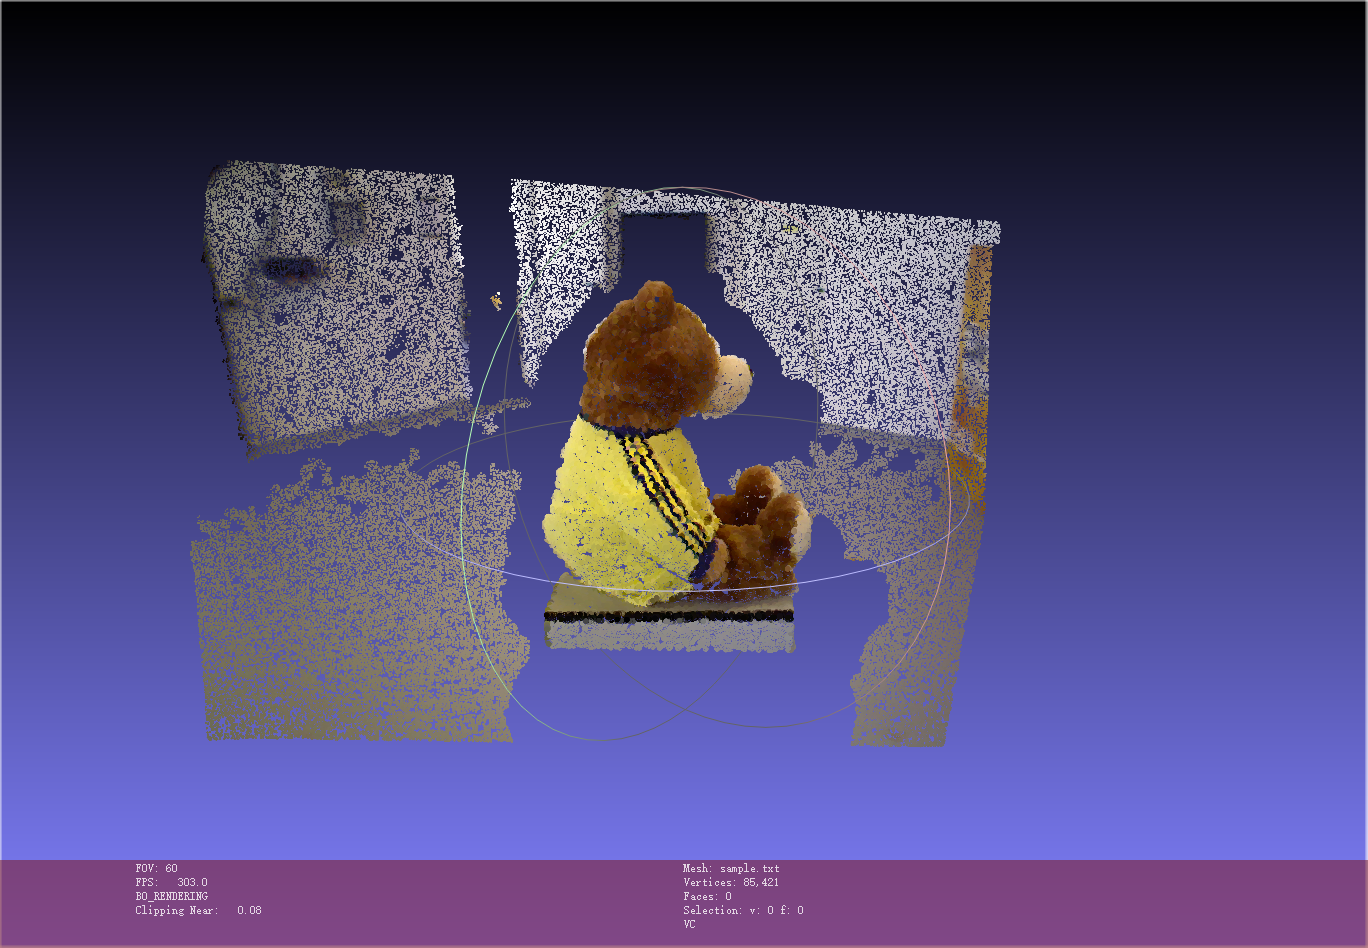 FOV: 60
FPS: 303.0
BO_RENDERING
Clipping Near: 0.08
Mesh: sample.txt
Vertices: 85,421
Faces: 0
Selection: v: 0 f: 0
VC